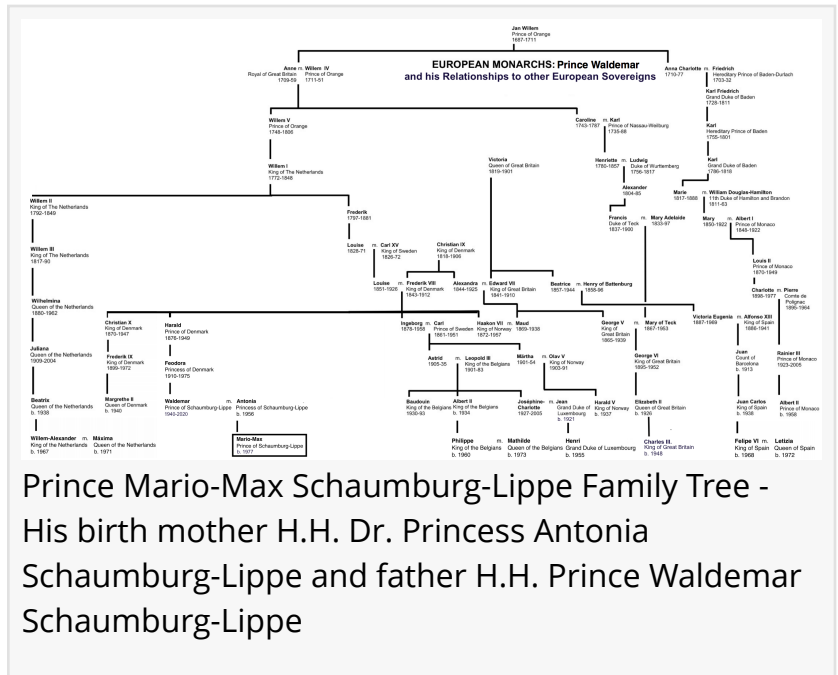 Jan Willem
Prince of Orange
1687-1711
EUROPEAN MONARCHS: Prince Waldemar
and his Relationships to other European Sovereigns
Anne m. Willem IV
Royal of Great Britain Prince of Orange
1709-59 1711-51
Anna Charlotte m. Friedrich
1710-77 Hereditary Prince of Baden-Durlach
1703-32
Karl Friedrich
Grand Duke of Baden
1728-1811
Willem V
Prince of Orange
1748-1806
Caroline m. Karl
1743-1787 Prince of Nassau-Weilburg
1735-88
Karl
Hereditary Prince of Baden
1755-1801
Willem I
King of The Netherlands
1772-1848
Victoria
Queen of Great Britain
1819-1901
Henriette m. Ludwig
1780-1857 Duke of Wurttemberg
1756-1817
Karl
Grand Duke of Baden
1786-1818
Alexander
1804-85
Marie m. William Douglas-Hamilton
1817-1888 11th Duke of Hamilton and Brandon
1811-63
Willem II
King of The Netherlands
1792-1849
Frederik
1797-1881
Francis m. Mary Adelaide
Duke of Teck 1833-97
1837-1900
Mary m. Albert I
1850-1922 Prince of Monaco
1848-1922
Willem III
King of The Netherlands
1817-90
Louise m. Carl XV
1828-71 King of Sweden
1826-72
Christian IX
King of Denmark
1818-1906
Louis II
Prince of Monaco
1870-1949
Louise m. Frederik VIII
1851-1926 King of Denmark
1843-1912
Alexandra m. Edward VII
1844-1925 King of Great Britain
1841-1910
Beatrice m. Henry of Battenburg
1857-1944 1858-96
Charlotte m. Pierre
1898-1977 Comte de
Polignac
1895-1964
Wilhelmina
Queen of the Netherlands
1880-1962
Christian X
King of Denmark
1870-1947
Harald
Prince of Denmark
1876-1949
Ingeborg m. Carl
1878-1958 Prince of Sweden
1861-1951
Haakon VII m. Maud
King of Norway 1869-1938
1872-1957
George V m. Mary of Teck
King of 1867-1953
Great Britain
1865-1939
Victoria Eugenia m. Alfonso XIII
1887-1969 King of Spain
1886-1941
Juliana
Queen of the Netherlands
1909-2004
Frederik IX
King of Denmark
1899-1972
Feodora
Princess of Denmark
1910-1975
Astrid m. Leopold III
1905-35 King of the Belgians
1901-83
Märtha m. Olav V
1901-54 King of Norway
1903-91
George VI
King of Great Britain
1895-1952
Juan
Count of
Barcelona
b. 1913
Rainier III
Prince of Monaco
1923-2005
Beatrix
Queen of the Netherlands
b. 1938
Margrethe II
Queen of Denmark
b. 1940
Waldemar m. Antonia
Prince of Schaumburg-Lippe Princess of Schaumburg-Lippe
1940-2020 b. 1956
Baudouin
King of the Belgians
1930-93
Albert II
King of the Belgians
b. 1934
Joséphine- m. Jean
Charlotte Grand Duke of
1927-2005 Luxembourg
b. 1921
Harald V
King of Norway
b. 1937
Elizabeth II
Queen of Great Britain
b. 1926
Juan Carlos
King of Spain
b. 1938
Albert II
Prince of Monaco
b. 1958
Willem-Alexander m. Máxima
King of the Netherlands Queen of the Netherlands
b. 1967 b. 1971
Mario-Max
Prince of Schaumburg-Lippe
b. 1977
Philippe m. Mathilde
King of the Belgians Queen of the Belgians
b. 1960 b. 1973
Henri
Grand Duke of Luxembourg
b. 1955
Charles III.
King of Great Britain
b. 1948
Felipe VI m. Letizia
King of Spain Queen of Spain
b. 1968 b. 1972
Prince Mario-Max Schaumburg-Lippe Family Tree -
His birth mother H.H. Dr. Princess Antonia
Schaumburg-Lippe and father H.H. Prince Waldemar
Schaumburg-Lippe